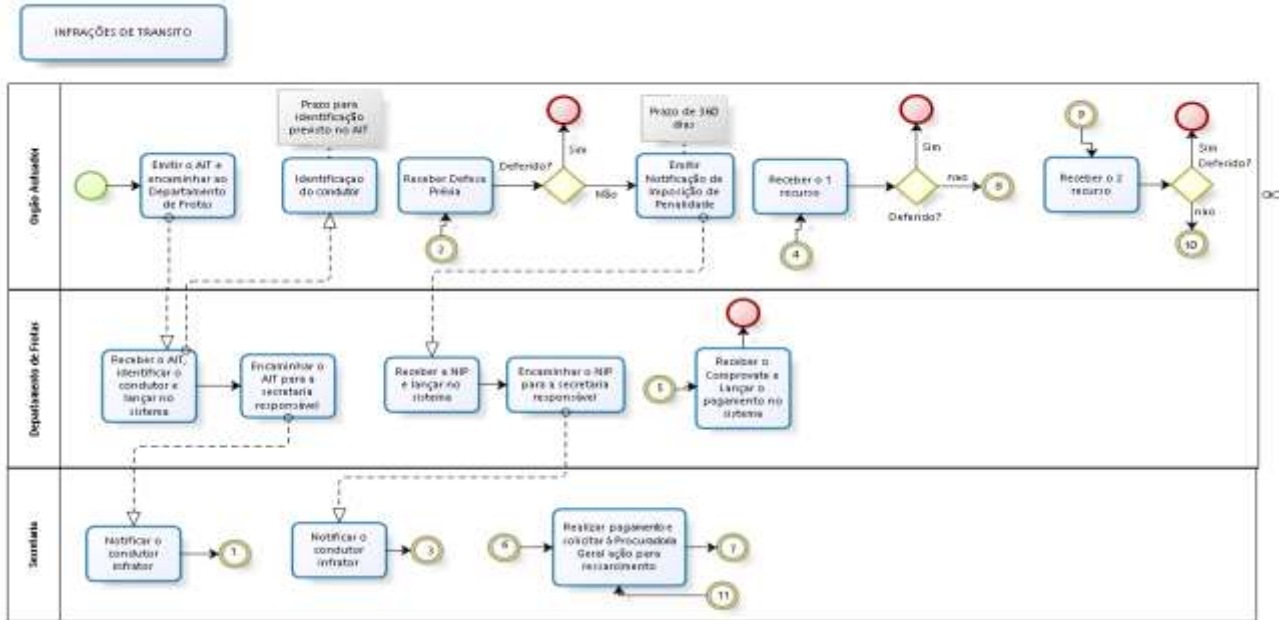 INFRAÇÕES DE TRANSITO
Orgão Autuador
Emitir o AIT e
encaminhar ao
Departamento
de Frotas
Prazo para
identificação
previsto no AIT
Identificaçao
do condutor
Receber Defesa
Prévia
2
Deferido?
Sim
Não
Prazo de 360
dias
Emitir
Notificação de
Imposição de
Penalidade
Receber o 1
recurso
4
Sim
Deferido?
nao
8
9
Receber o 2
recurso
Sim
Deferido?
nao
10
Departamento de Frotas
Receber o AIT,
identificar o
condutor e
lançar no
sistema
Encaminhar o
AIT para a
secretaria
responsável
Receber a NIP
e lançar no
sistema
Encaminhar o NIP
para a secretaria
responsável
5
Receber o
Comprovate e
Lançar o
pagamento no
sistema
Secretaria
Notificar o
condutor
infrator
1
Notificar o
condutor
infrator
3
6
Realizar pagamento e
solicitar à Procuradoria
Geral ação para
ressarcimento
7
11